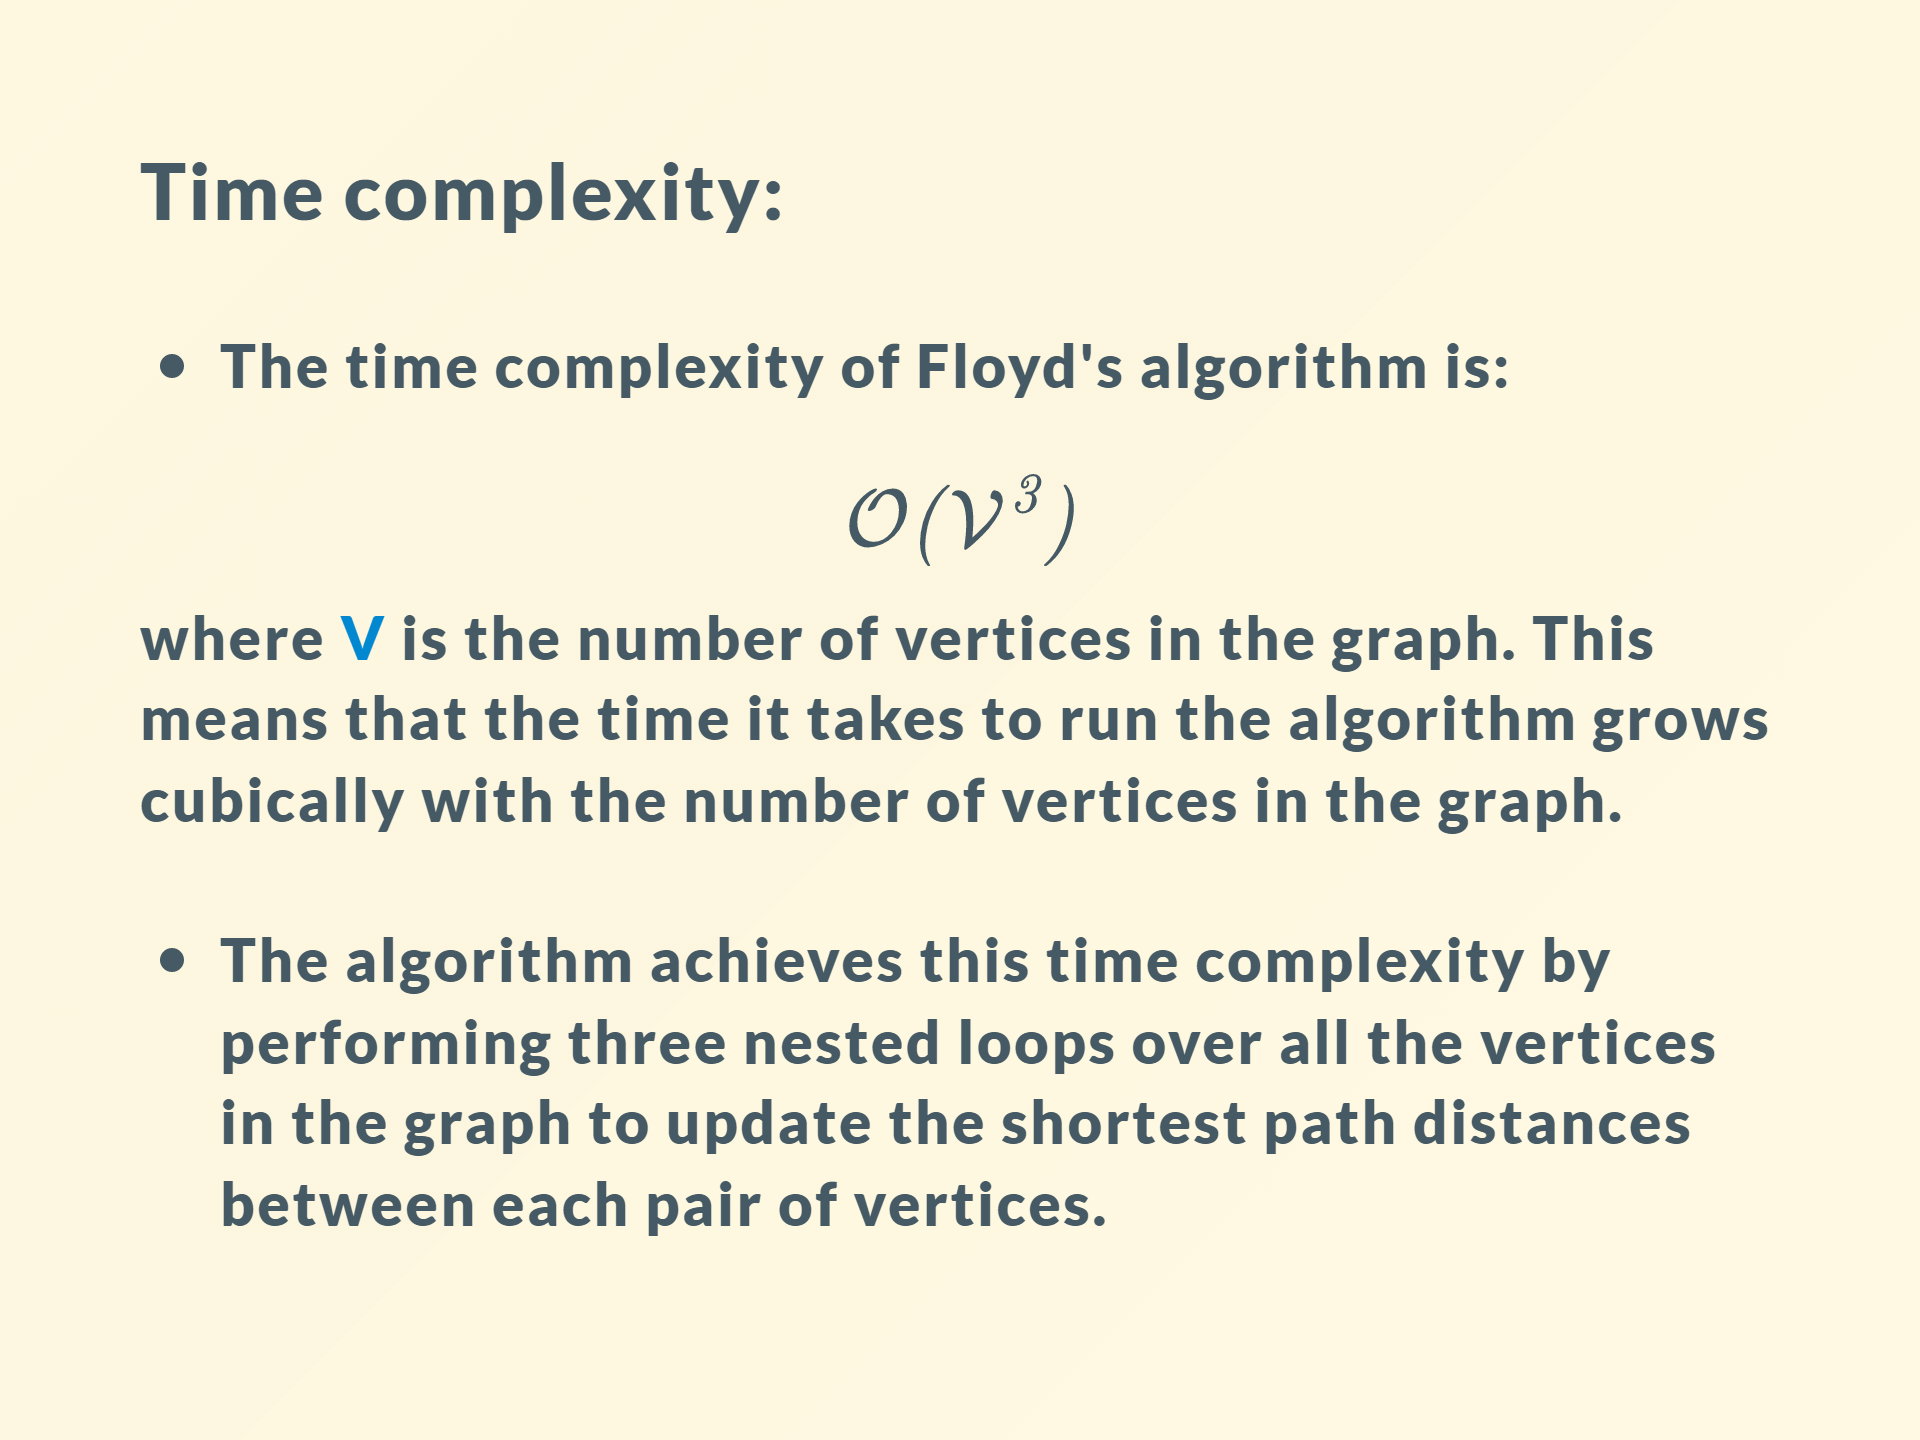 Time complexity:
• The time complexity of Floyd's algorithm is:
𝒪(𝒱³)
where V is the number of vertices in the graph. This
means that the time it takes to run the algorithm grows
cubically with the number of vertices in the graph.
• The algorithm achieves this time complexity by
performing three nested loops over all the vertices
in the graph to update the shortest path distances
between each pair of vertices.